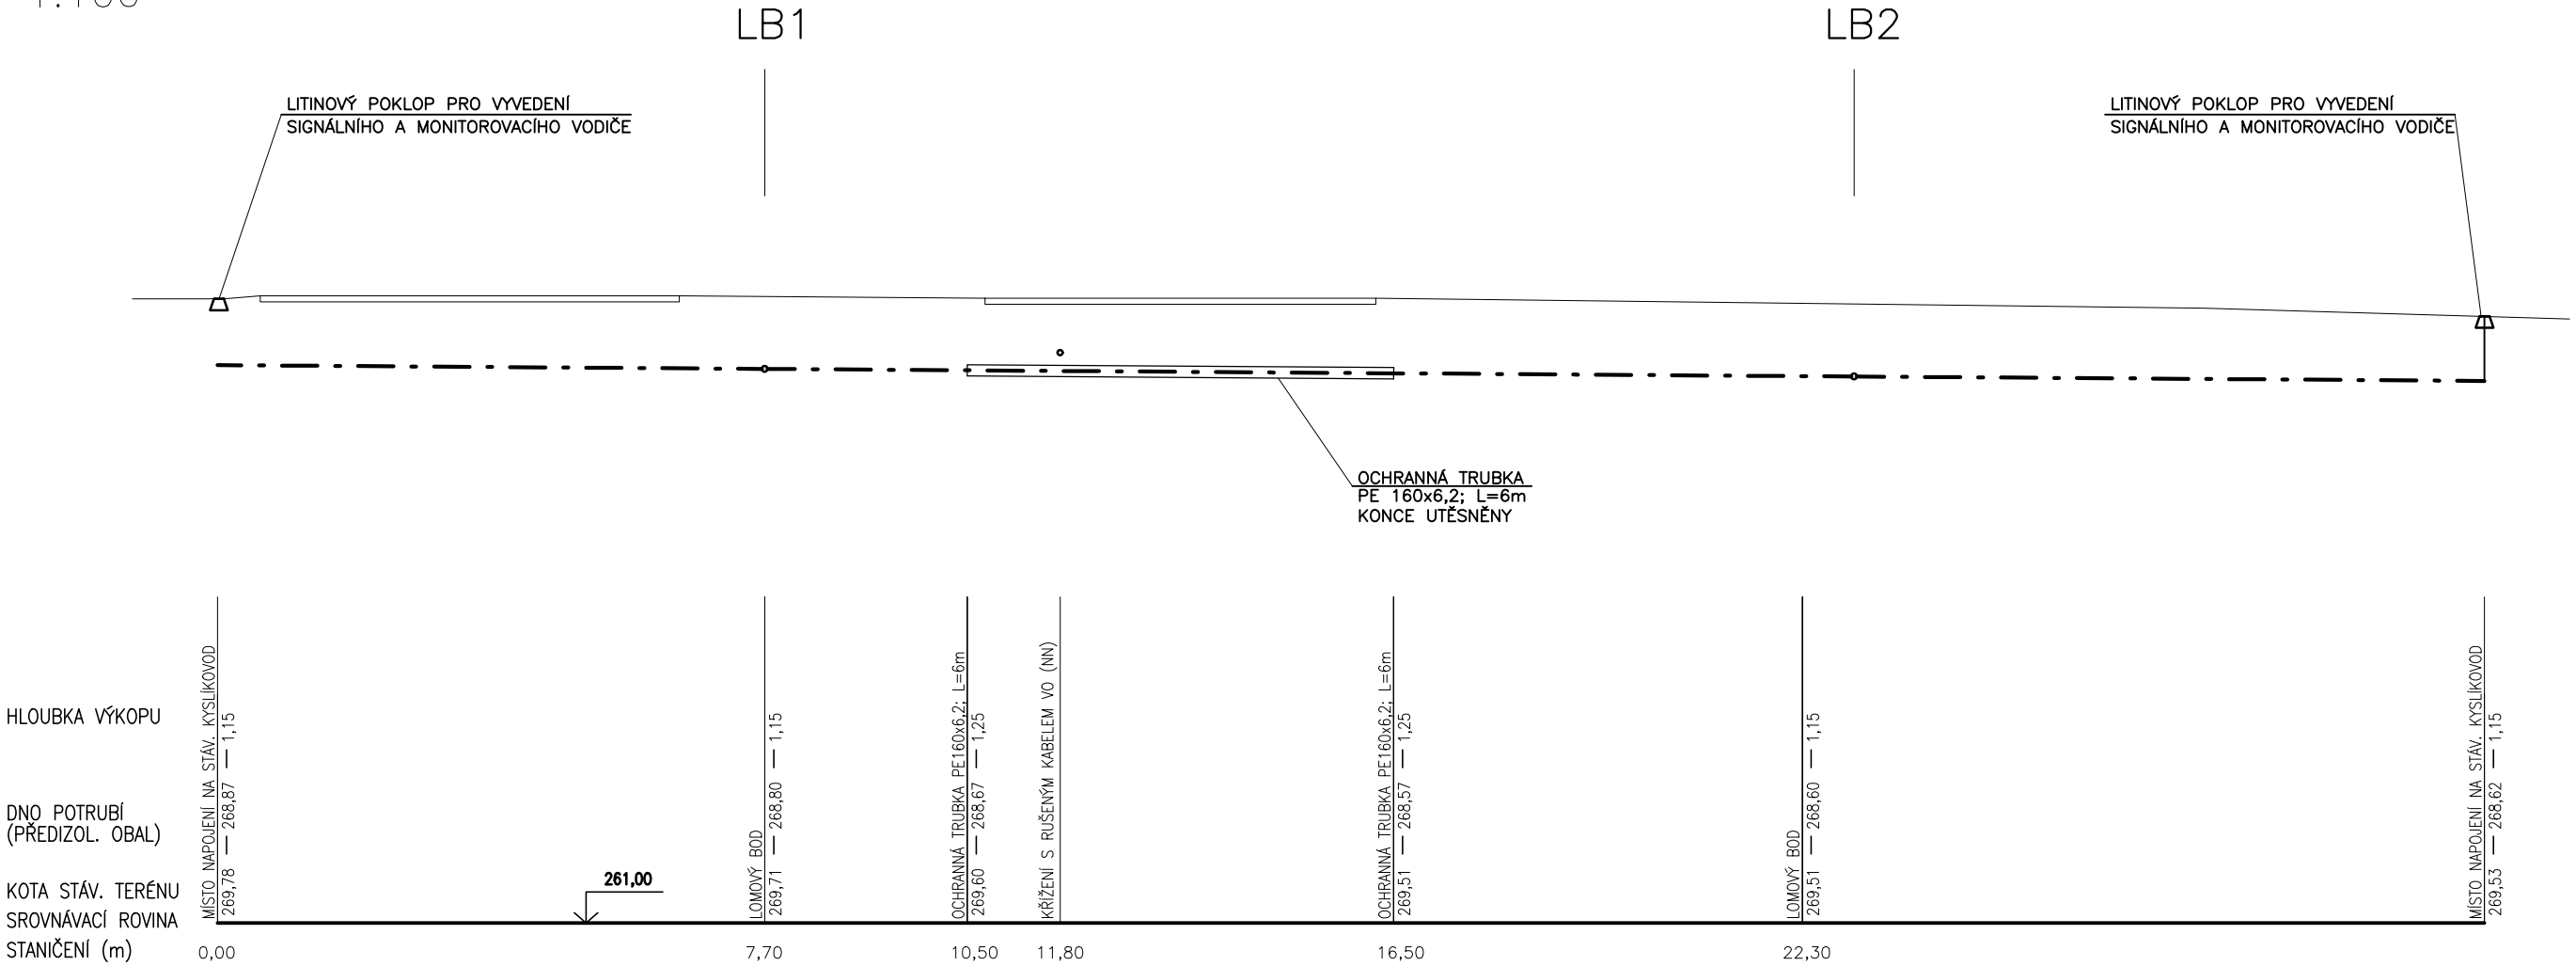 LB1
LB2
LITINOVÝ POKLOP PRO VYVEDENÍ
SIGNÁLNÍHO A MONITOROVACÍHO VODIČE
LITINOVÝ POKLOP PRO VYVEDENÍ
SIGNÁLNÍHO A MONITOROVACÍHO VODIČE
OCHRANNÁ TRUBKA
PE 160x6,2; L=6m
KONCE UTĚSNĚNY
HLOUBKA VÝKOPU
DNO POTRUBÍ
(PŘEDIZOL. OBAL)
KOTA STÁV. TERÉNU
SROVNÁVACÍ ROVINA
STANIČENÍ (m)
MÍSTO NAPOJENÍ NA STÁV. KYSLÍKOVOD
269,78 — 268,87 — 1,15
261,00
LOMOVÝ BOD
269,71 — 268,80 — 1,15
OCHRANNÁ TRUBKA PE160x6,2; L=6m
269,60 — 268,67 — 1,25
KŘÍŽENÍ S RUŠENÝM KABELEM VO (NN)
OCHRANNÁ TRUBKA PE160x6,2; L=6m
269,51 — 268,57 — 1,25
LOMOVÝ BOD
269,51 — 268,60 — 1,15
MÍSTO NAPOJENÍ NA STÁV. KYSLÍKOVOD
269,53 — 268,62 — 1,15
0,00
7,70
10,50
11,80
16,50
22,30